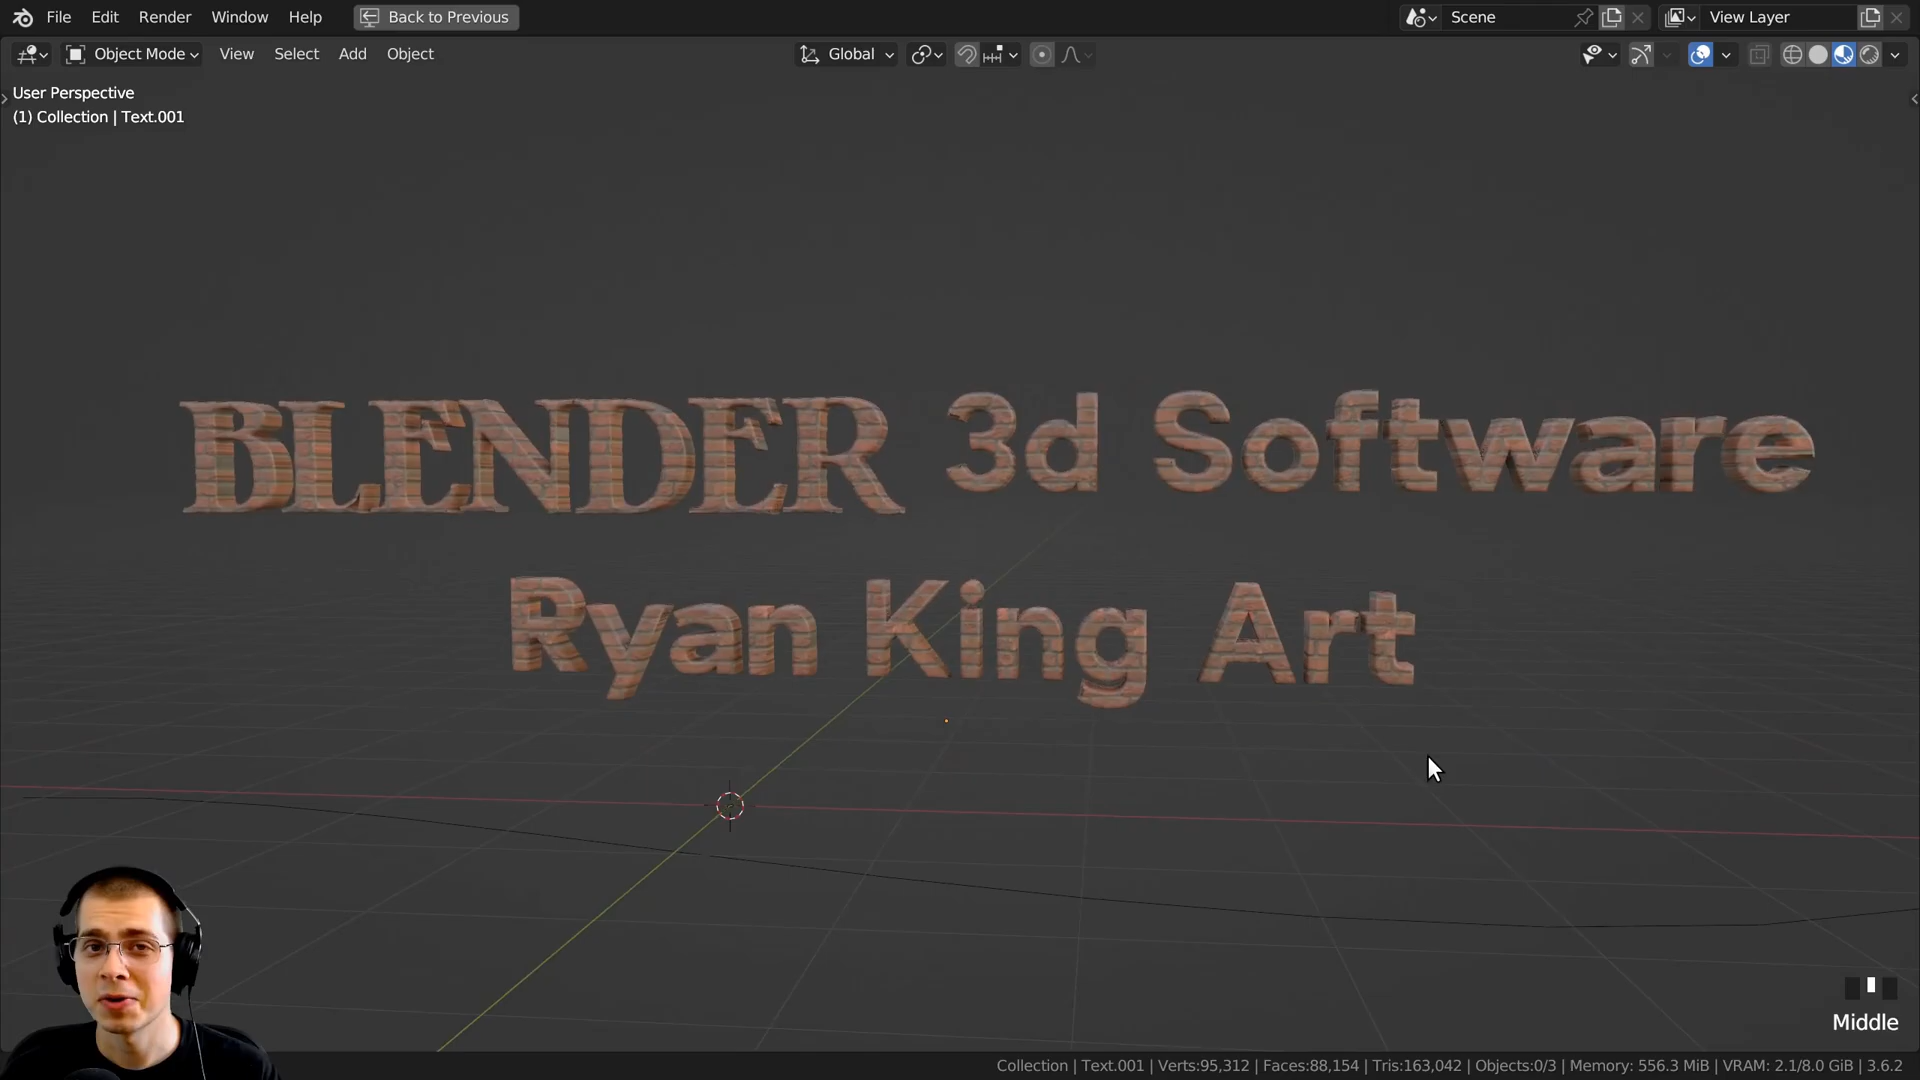 File Edit Render Window Help Back to Previous Scene View Layer
Object Mode View Select Add Object Global
User Perspective
(1) Collection | Text.001
BLENDER 3d Software
Ryan King Art
Middle
Collection | Text.001 | Verts:95,312 | Faces:88,154 | Tris:163,042 | Objects:0/3 | Memory: 556.3 MiB | VRAM: 2.1/8.0 GiB | 3.6.2